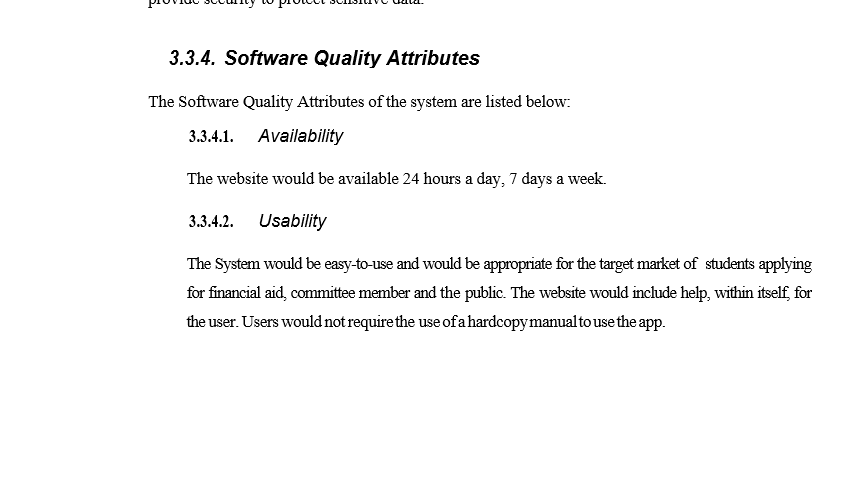 provide security to protect sensitive data.
3.3.4. Software Quality Attributes
The Software Quality Attributes of the system are listed below:
3.3.4.1. Availability
The website would be available 24 hours a day, 7 days a week.
3.3.4.2. Usability
The System would be easy-to-use and would be appropriate for the target market of students applying
for financial aid, committee member and the public. The website would include help, within itself, for
the user. Users would not require the use of a hardcopy manual to use the app.